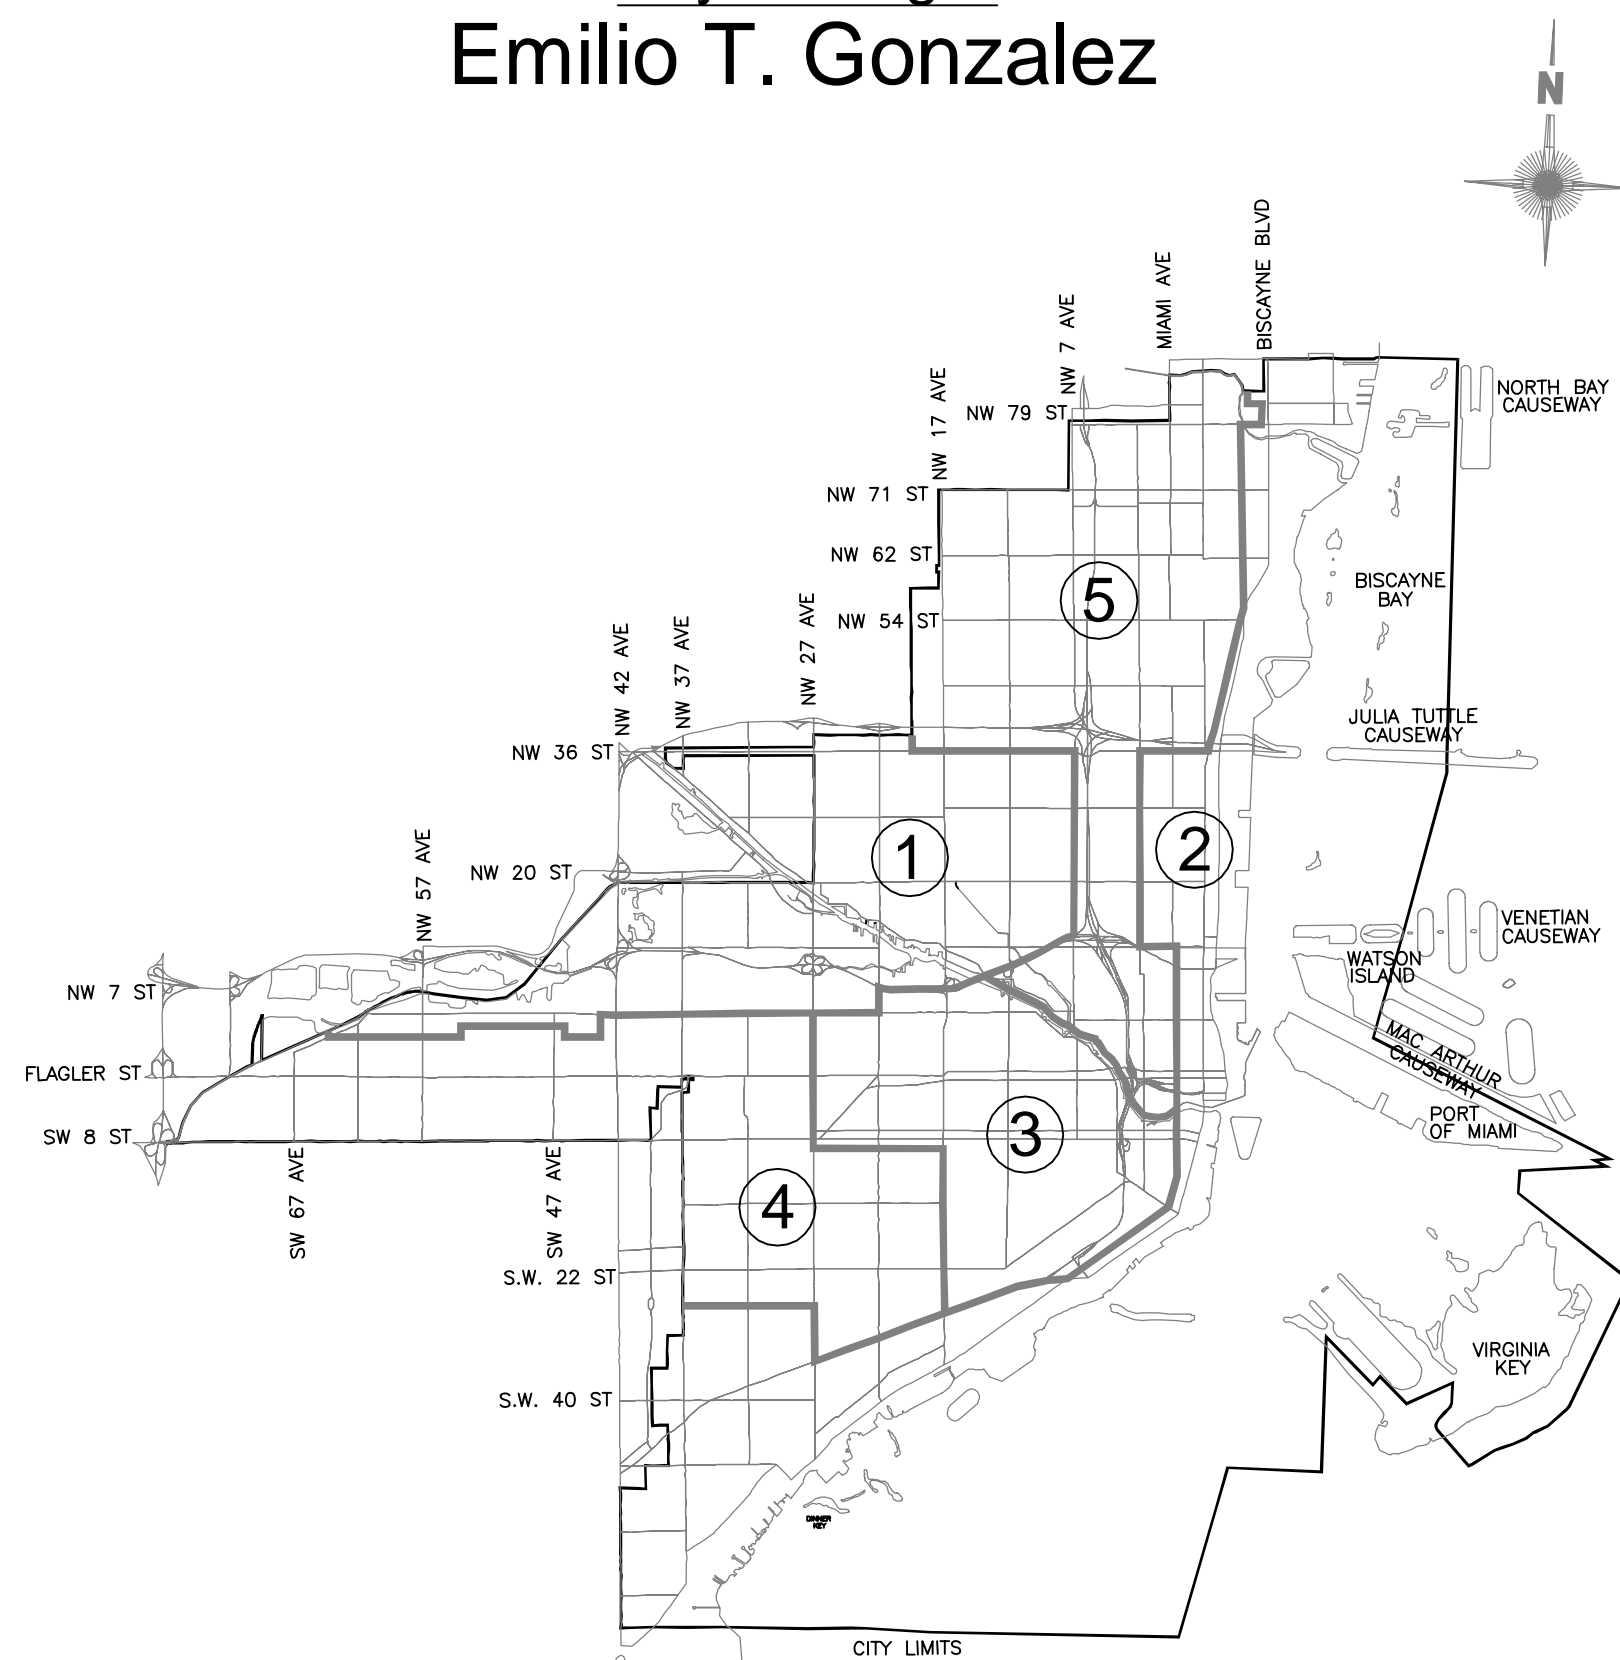 Emilio T. Gonzalez
N
BISCAYNE BLVD
MIAMI AVE
NW 7 AVE
NW 17 AVE
NW 79 ST
NORTH BAY
CAUSEWAY
NW 71 ST
NW 62 ST
BISCAYNE
BAY
5
NW 54 ST
NW 27 AVE
NW 37 AVE
NW 42 AVE
JULIA TUTTLE
CAUSEWAY
NW 36 ST
1
2
NW 20 ST
NW 57 AVE
VENETIAN
CAUSEWAY
WATSON
ISLAND
NW 7 ST
MAC ARTHUR
CAUSEWAY
FLAGLER ST
PORT
OF MIAMI
SW 8 ST
3
SW 67 AVE
SW 47 AVE
4
S.W. 22 ST
VIRGINIA
KEY
S.W. 40 ST
DINNER
KEY
CITY LIMITS